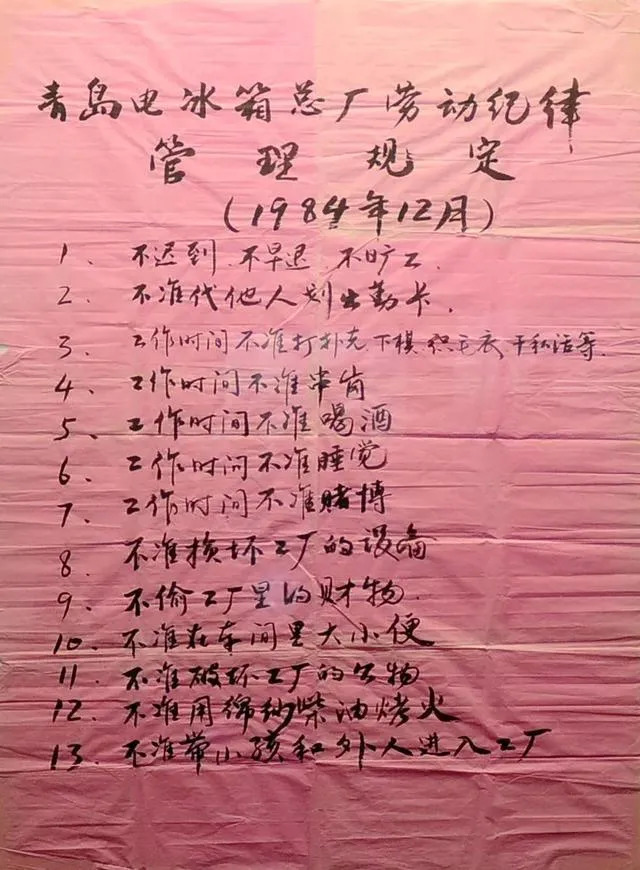 青岛电冰箱总厂劳动纪律
管理规定
(1984年12月)
1、不迟到 不早退 不旷工.
2、不准代他人划出勤卡.
3、工作时间不准打扑克、下棋、织毛衣、干私活等.
4、工作时间不准串岗
5、工作时间不准喝酒
6、工作时间不准睡觉
7、工作时间不准赌博
8、不准损坏工厂的设备
9、不偷工厂里的财物.
10、不准在车间里大小便
11、不准破坏工厂的公物
12、不准用绵纱柴油烤火
13、不准带小孩和外人进入工厂